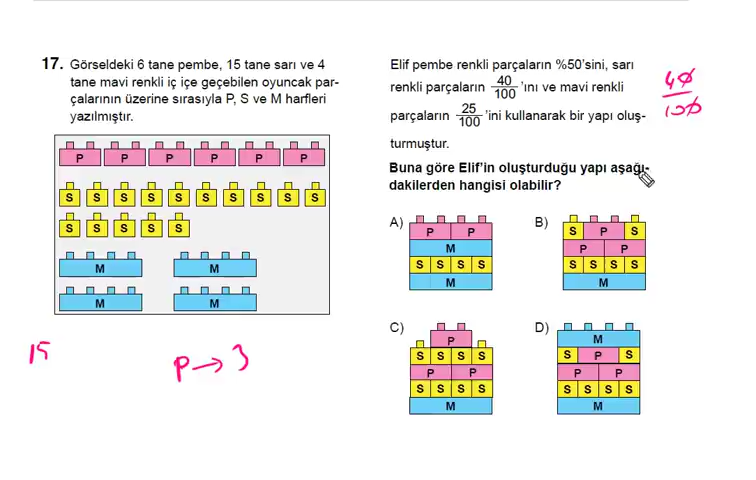 17. Görseldeki 6 tane pembe, 15 tane sarı ve 4
tane mavi renkli iç içe geçebilen oyuncak par-
çalarının üzerine sırasıyla P, S ve M harfleri
yazılmıştır.
P P P P P P
S S S S S S S S S S
S S S S S
M M
M M
15
P → 3
Elif pembe renkli parçaların %50'sini, sarı
renkli parçaların 40/100 'ını ve mavi renkli
parçaların 25/100 'ini kullanarak bir yapı oluş-
turmuştur.
40/100
Buna göre Elif'in oluşturduğu yapı aşağı-
dakilerden hangisi olabilir?
A)
P P
M
S S S S
M
B)
S P S
P P
S S S S
M
C)
P
S S S S
P P
S S S S
M
D)
M
S P S
P P
S S S S
M